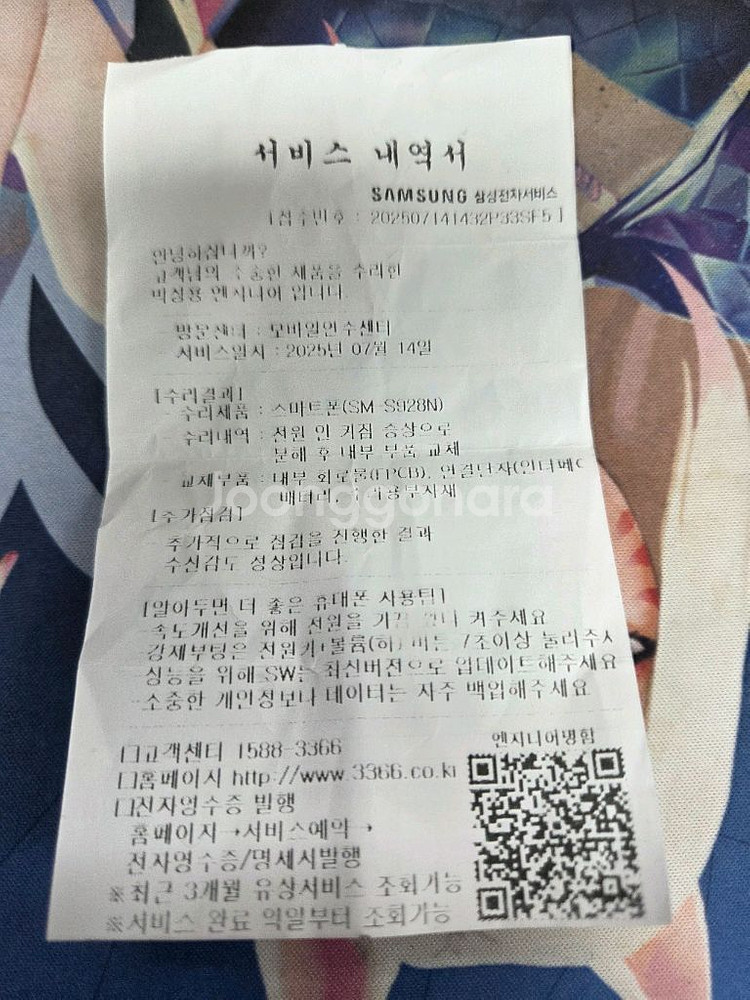 서비스 내역서
SAMSUNG 삼성전자서비스
[접수번호 : 202507141432P33SF5]
안녕하십니까?
고객님의 소중한 제품을 수리한
엔지니어 입니다.
- 방문센터 : 모바일인수센터
- 서비스일시 : 2025년 07월 14일
[수리결과]
- 수리제품 : 스마트폰(SM-S928N)
- 수리내역 : 전원 안 켜짐 증상으로
분해 후 내부 부품 교체
교체부품 : 내부 회로물(FPCB), 연결단자(인터페
배터리,
[추가점검]
추가적으로 점검을 진행한 결과
수신감도 정상입니다.
[알아두면 더 좋은 휴대폰 사용팁]
- 속도개선을 위해 전원을 켜주세요
강제부팅은 전원키+볼륨(하) 버튼 7초이상 눌러주시
성능을 위해 SW는 최신버전으로 업데이트해주세요
- 소중한 개인정보나 데이터는 자주 백업해주세요
□고객센터 1588-3366
엔지니어명함
□홈페이지 http://www.3366.co.kr
□전자영수증 발행
홈페이지→서비스예약→
전자영수증/명세서발행
※최근 3개월 유상서비스 조회가능
※서비스 완료 익일부터 조회가능
Joonggonara